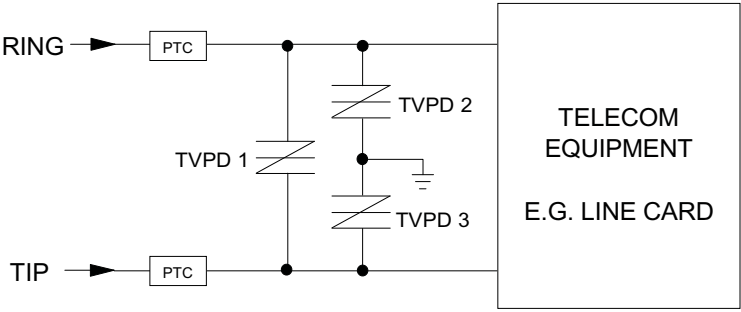 RING
PTC
TVPD 2
TVPD 1
TVPD 3
TIP
PTC
TELECOM
EQUIPMENT
E.G. LINE CARD